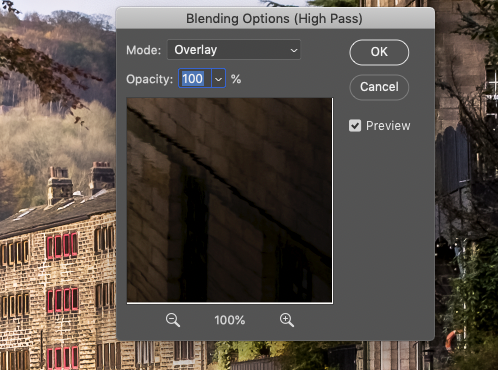 Blending Options (High Pass)
Mode: Overlay
OK
Opacity: 100 %
Cancel
Preview
100%